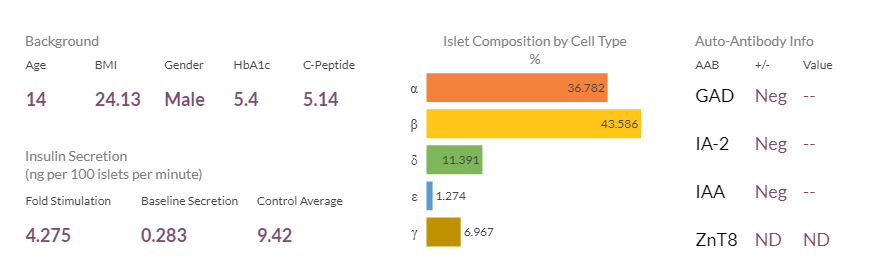 Background
Age BMI Gender HbA1c C-Peptide
14 24.13 Male 5.4 5.14
Insulin Secretion
(ng per 100 islets per minute)
Fold Stimulation Baseline Secretion Control Average
4.275 0.283 9.42
Islet Composition by Cell Type
%
α 36.782
β 43.586
δ 11.391
ε 1.274
γ 6.967
Auto-Antibody Info
AAB +/- Value
GAD Neg --
IA-2 Neg --
IAA Neg --
ZnT8 ND ND